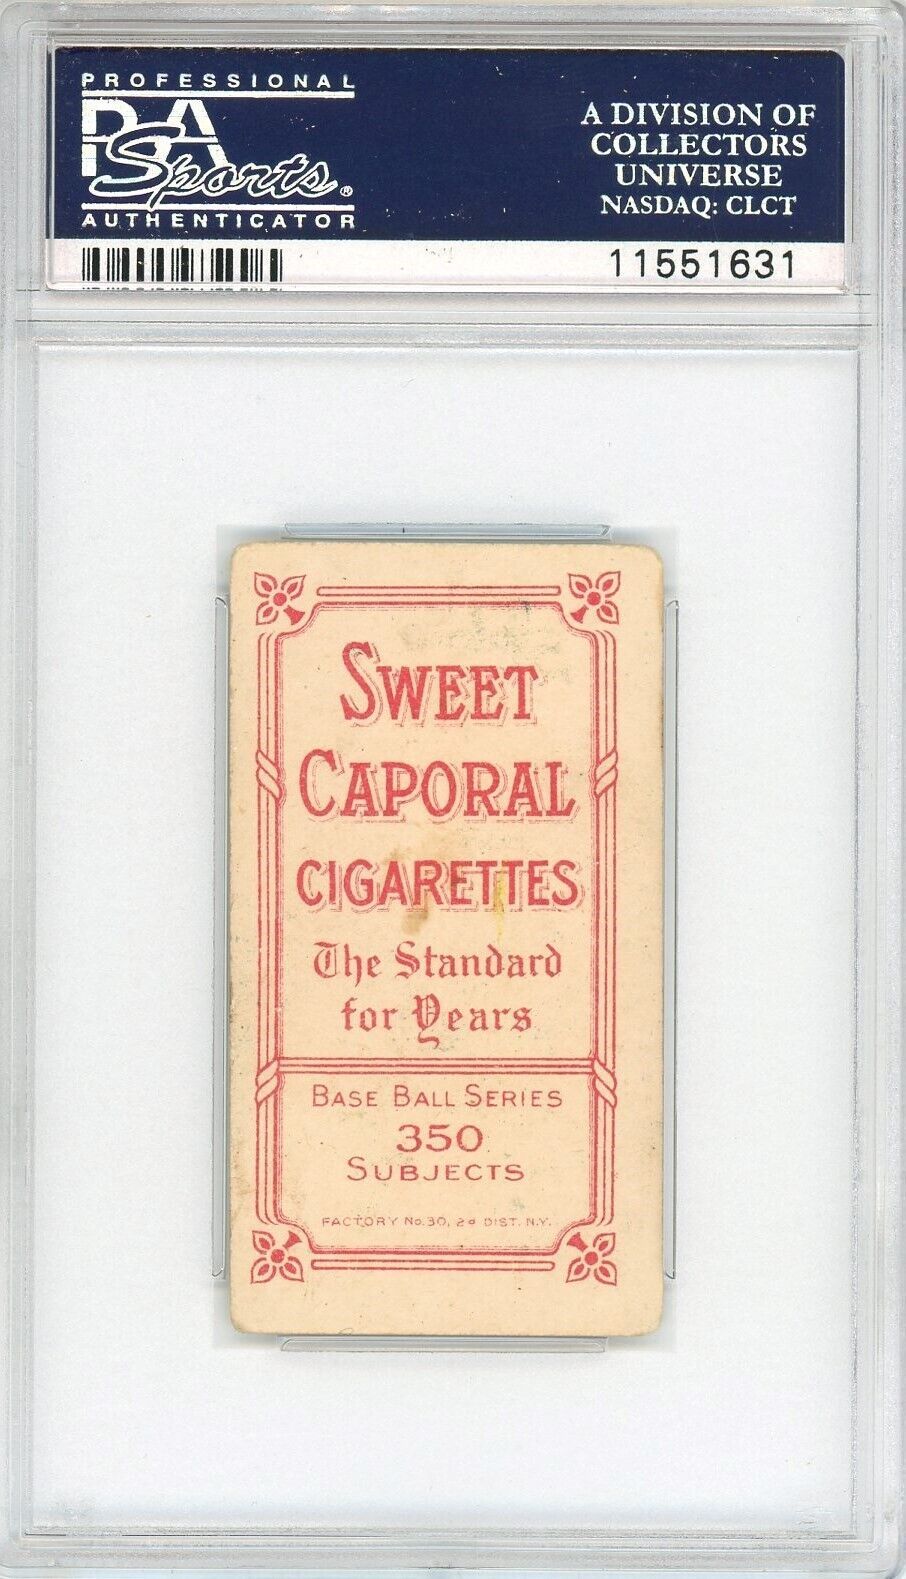 PROFESSIONAL
PSA
Sports®
AUTHENTICATOR
A DIVISION OF
COLLECTORS
UNIVERSE
NASDAQ: CLCT
11551631
SWEET
CAPORAL
CIGARETTES
The Standard
for Years
BASE BALL SERIES
350
SUBJECTS
FACTORY No. 30, 2d DIST. N.Y.